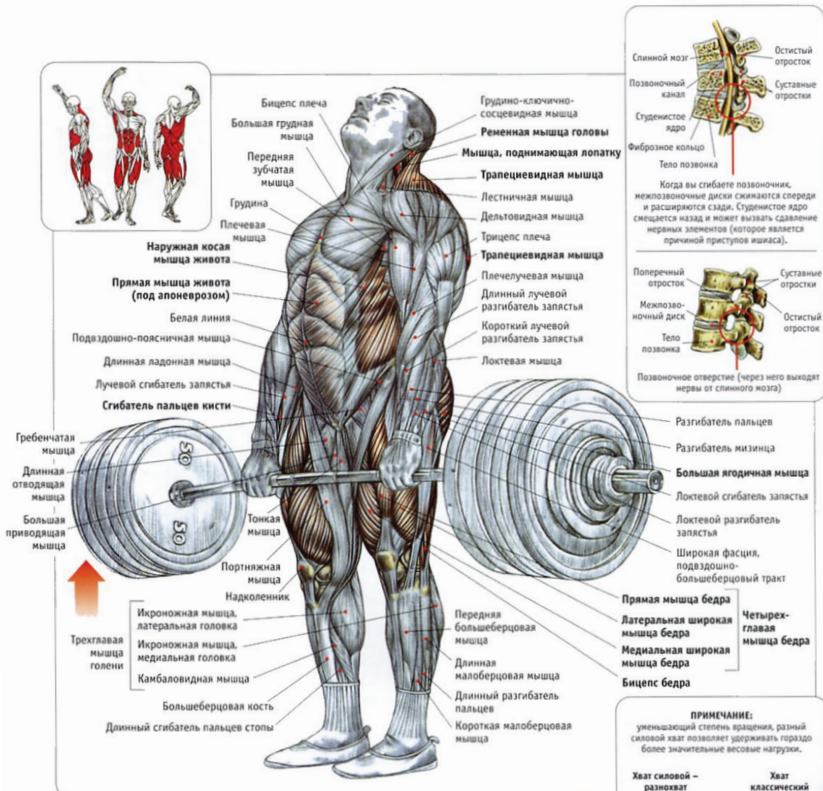 Бицепс плеча
Большая грудная
мышца
Передняя
зубчатая
мышца
Грудина
Плечевая
мышца
Наружная косая
мышца живота
Прямая мышца живота
(под апоневрозом)
Белая линия
Подвздошно-поясничная мышца
Длинная ладонная мышца
Лучевой сгибатель запястья
Сгибатель пальцев кисти
Гребенчатая
мышца
Длинная
отводящая
мышца
Большая
приводящая
мышца
50
50
Тонкая
мышца
Портняжная
мышца
Надколенник
Трехглавая
мышца
голени
Икроножная мышца,
латеральная головка
Икроножная мышца,
медиальная головка
Камбаловидная мышца
Большеберцовая кость
Длинный сгибатель пальцев стопы
Грудино-ключично-
сосцевидная мышца
Ременная мышца головы
Мышца, поднимающая лопатку
Трапециевидная мышца
Лестничная мышца
Дельтовидная мышца
Трицепс плеча
Трапециевидная мышца
Плечелучевая мышца
Длинный лучевой
разгибатель запястья
Короткий лучевой
разгибатель запястья
Локтевая мышца
Разгибатель пальцев
Разгибатель мизинца
Большая ягодичная мышца
Локтевой сгибатель запястья
Локтевой разгибатель
запястья
Широкая фасция,
подвздошно-
большеберцовый тракт
Прямая мышца бедра
Латеральная широкая
мышца бедра
Медиальная широкая
мышца бедра
Четырех-
главая
мышца бедра
Бицепс бедра
Передняя
большеберцовая
мышца
Длинная
малоберцовая мышца
Длинный разгибатель
пальцев
Короткая малоберцовая
мышца
Спинной мозг
Позвоночный
канал
Студенистое
ядро
Фиброзное кольцо
Тело позвонка
Остистый
отросток
Суставные
отростки
Когда вы сгибаете позвоночник,
межпозвоночные диски сжимаются спереди
и расширяются сзади. Студенистое ядро
смещается назад и может вызвать сдавление
нервных элементов (которое является
причиной приступов ишиаса).
Поперечный
отросток
Межпозво-
ночный диск
Тело
позвонка
Суставные
отростки
Остистый
отросток
Позвоночное отверстие (через него выходят
нервы от спинного мозга)
ПРИМЕЧАНИЕ:
уменьшающий степень вращения, разный
силовой хват позволяет удерживать гораздо
более значительные весовые нагрузки.
Хват силовой –
разнохват
Хват
классический